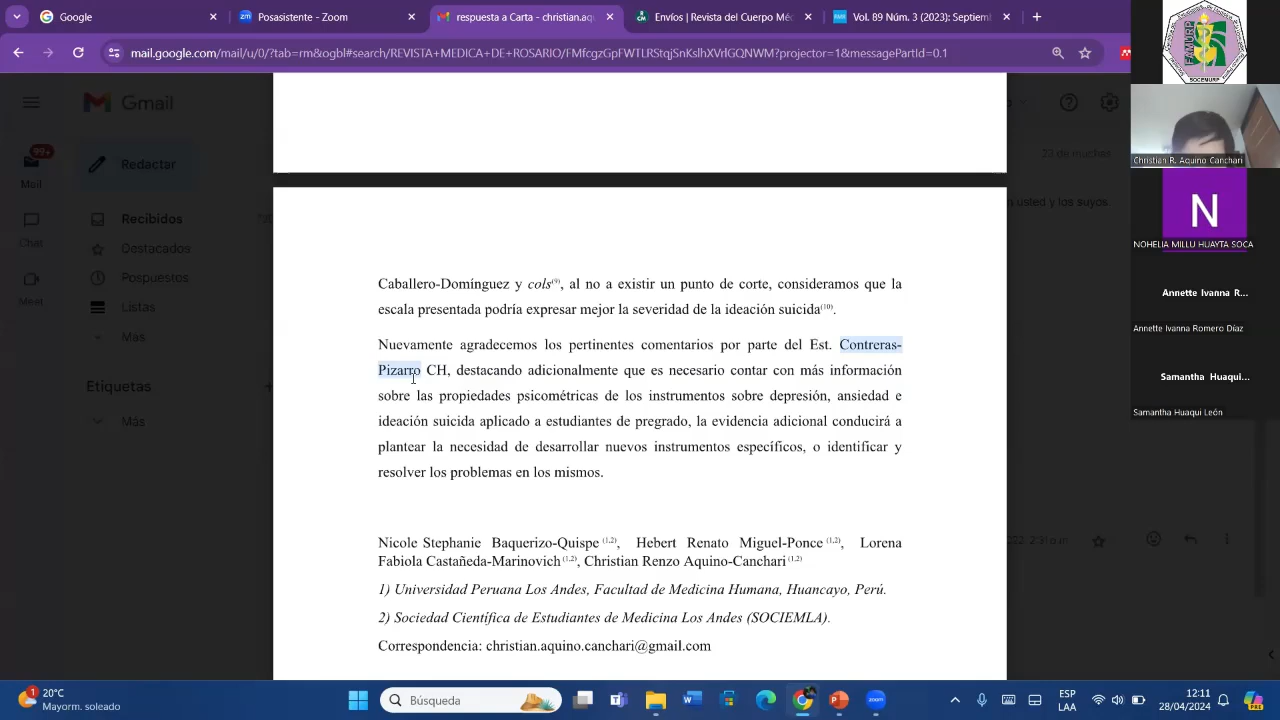 Google
Posasistente - Zoom
respuesta a Carta - christian.aq
Envíos | Revista del Cuerpo Mé
Vol. 89 Núm. 3 (2023): Septiem
mail.google.com/mail/u/0/?tab=rm&ogbl#search/REVISTA+MEDICA+DE+ROSARIO/FMfcgzGpFWTLRStqjSnKslhXVrlGQNWM?projector=1&messagePartId=0.1
Gmail
99+
Mail
Chat
Meet
Redactar
Recibidos
Destacados
Pospuestos
Listas
Más
Etiquetas
Más
Caballero-Domínguez y cols(9), al no a existir un punto de corte, consideramos que la
escala presentada podría expresar mejor la severidad de la ideación suicida(10).
Nuevamente agradecemos los pertinentes comentarios por parte del Est. Contreras-
Pizarro CH, destacando adicionalmente que es necesario contar con más información
sobre las propiedades psicométricas de los instrumentos sobre depresión, ansiedad e
ideación suicida aplicado a estudiantes de pregrado, la evidencia adicional conducirá a
plantear la necesidad de desarrollar nuevos instrumentos específicos, o identificar y
resolver los problemas en los mismos.
Nicole Stephanie Baquerizo-Quispe (1,2), Hebert Renato Miguel-Ponce (1,2), Lorena
Fabiola Castañeda-Marinovich (1,2), Christian Renzo Aquino-Canchari (1,2)
1) Universidad Peruana Los Andes, Facultad de Medicina Humana, Huancayo, Perú.
2) Sociedad Científica de Estudiantes de Medicina Los Andes (SOCIEMLA).
Correspondencia: christian.aquino.canchari@gmail.com
usted y los suyos.
FAMURP
SOCEMURP
Christian R. Aquino Canchari
N
NOHELIA MILLU HUAYTA SOCA
Annette Ivanna R...
Annette Ivanna Romero Díaz
Samantha Huaqui...
Samantha Huaqui León
1
20°C
Mayorm. soleado
Búsqueda
ESP
LAA
12:11
28/04/2024